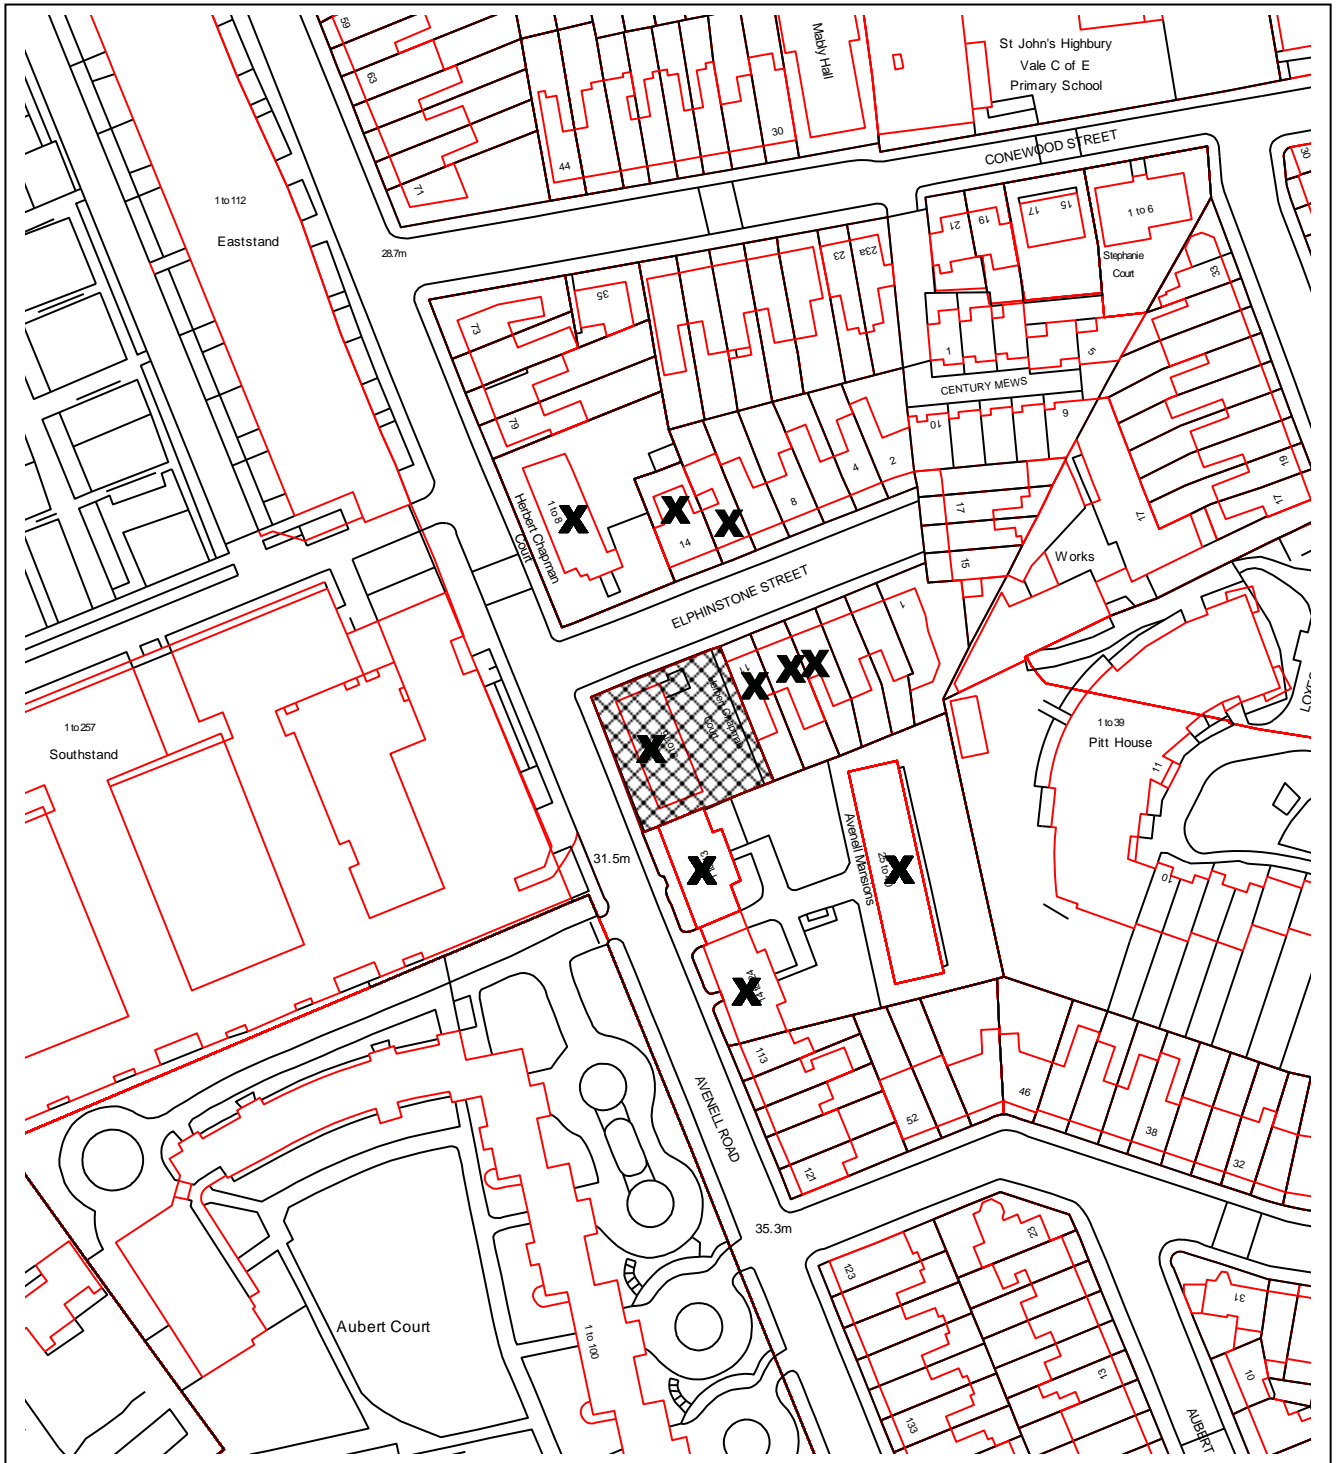 59
63
71
44
30
Mably Hall
St John's Highbury
Vale C of E
Primary School
CONEWOOD STREET
30
1 to 112
Eaststand
28.7m
21
19
17
15
1 to 9
Stephanie
Court
33
23
23a
35
73
79
1
5
CENTURY MEWS
10
9
19
17
17
2
4
8
14
X
X
X
1 to 8
Herbert Chapman
Court
17
15
Works
ELPHINSTONE STREET
1
X
X
X
X
Court
1 to 257
Southstand
1 to 39
Pitt House
11
10
31.5m
X
X
Avenell Mansions
X
113
121
52
46
38
32
AVENELL ROAD
35.3m
Aubert Court
1 to 100
123
133
23
13
31
10
AUBERT